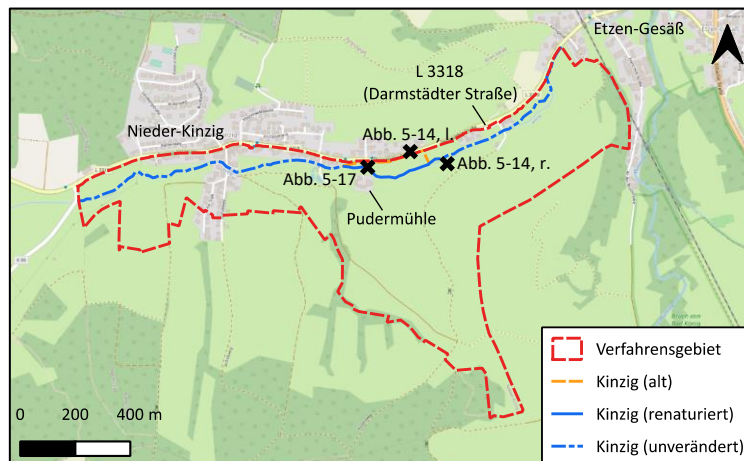 Etzen-Gesäß
L 3318
(Darmstädter Straße)
Nieder-Kinzig
Abb. 5-14, l.
Abb. 5-14, r.
Abb. 5-17
Pudermühle
Verfahrensgebiet
Kinzig (alt)
Kinzig (renaturiert)
Kinzig (unverändert)
0 200 400 m